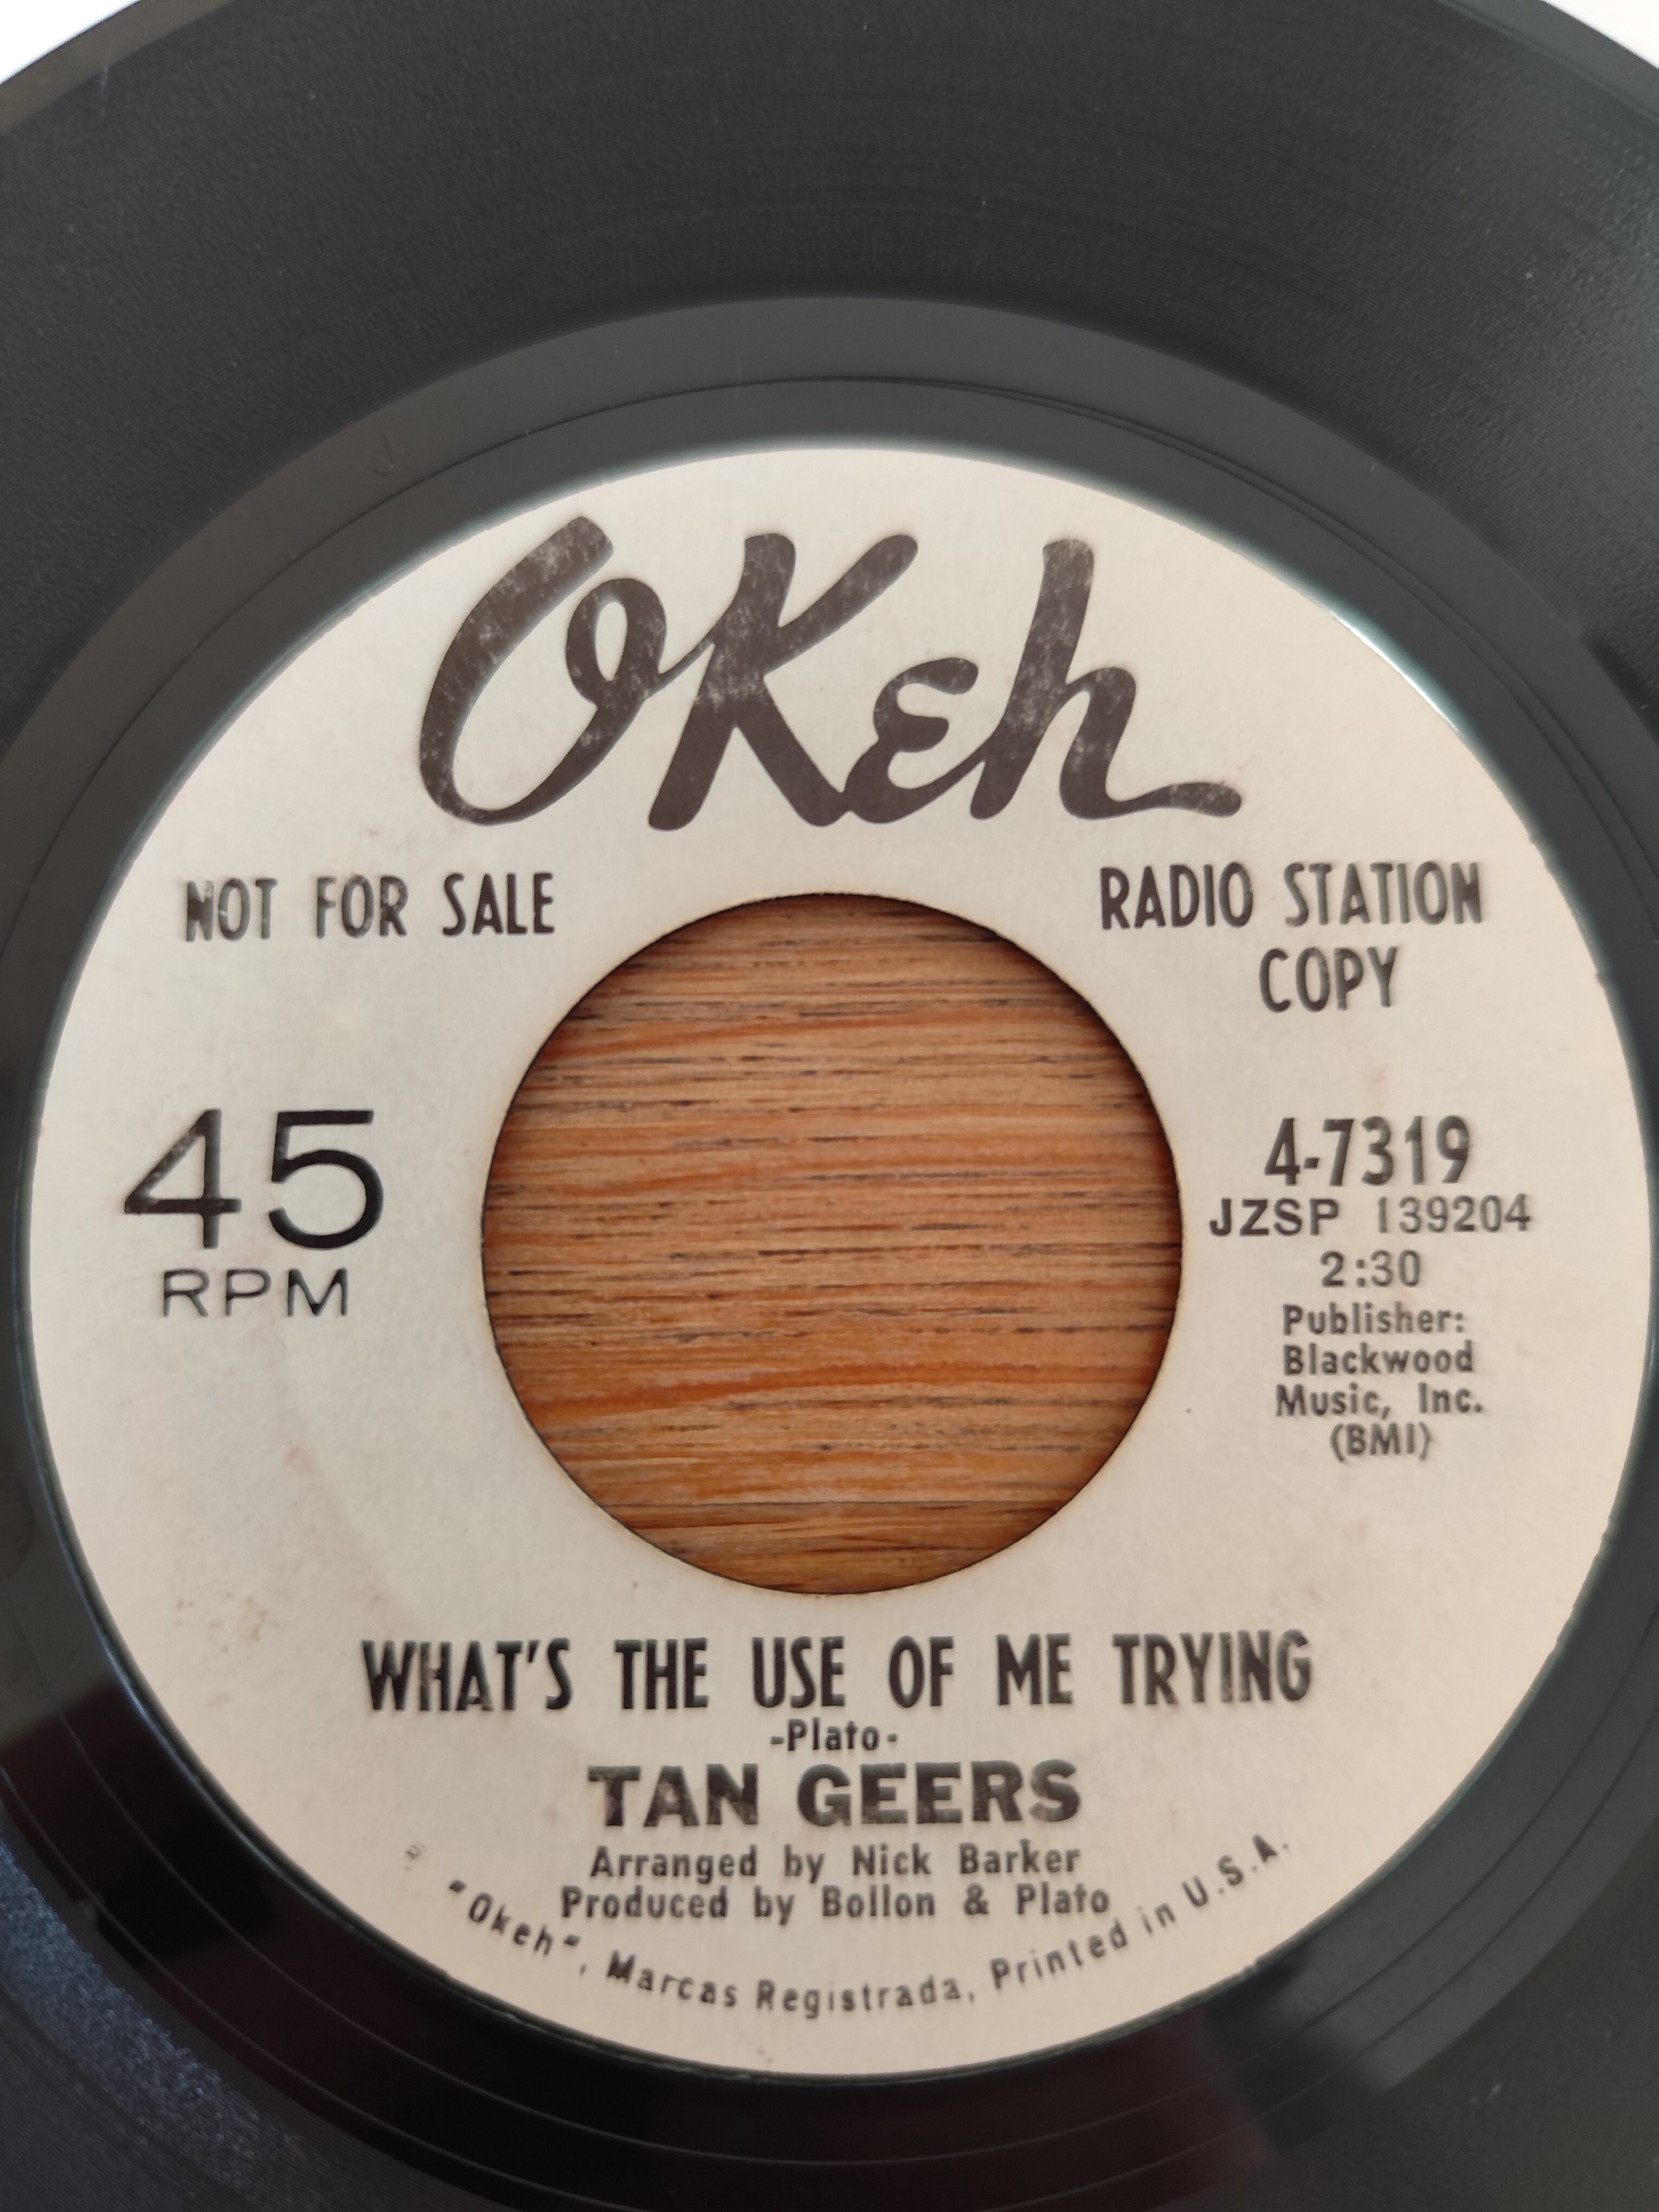 OKeh
NOT FOR SALE
RADIO STATION
COPY
45
RPM
4-7319
JZSP 139204
2:30
Publisher:
Blackwood
Music, Inc.
(BMI)
WHAT'S THE USE OF ME TRYING
-Plato-
TAN GEERS
Arranged by Nick Barker
Produced by Bollon & Plato
"Okeh", Marcas Registrada, Printed in U.S.A.